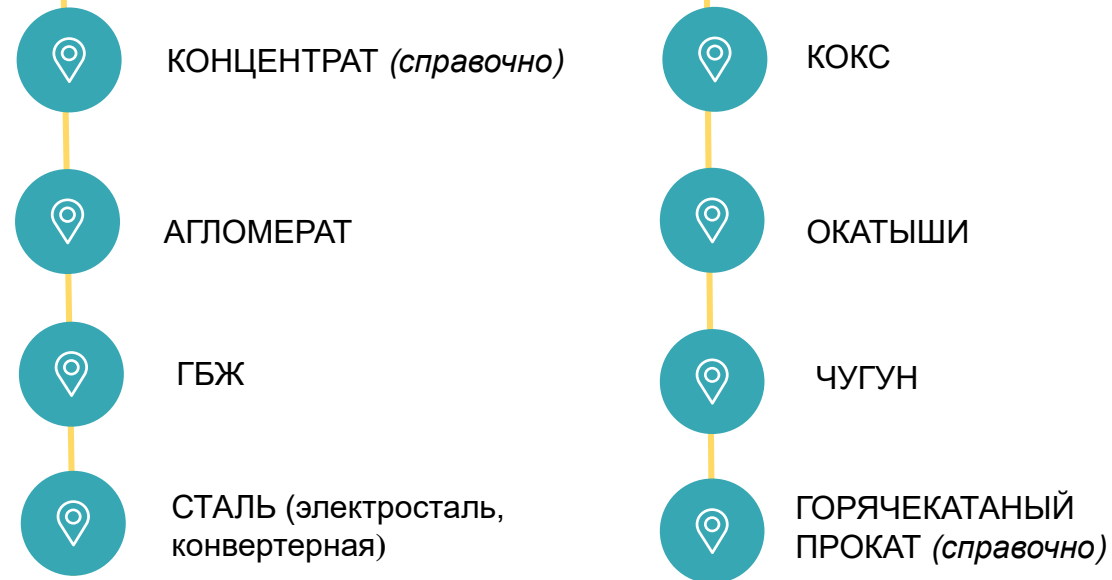 КОНЦЕНТРАТ (справочно)
КОКС
АГЛОМЕРАТ
ОКАТЫШИ
ГБЖ
ЧУГУН
СТАЛЬ (электросталь,
конвертерная)
ГОРЯЧЕКАТАНЫЙ
ПРОКАТ (справочно)